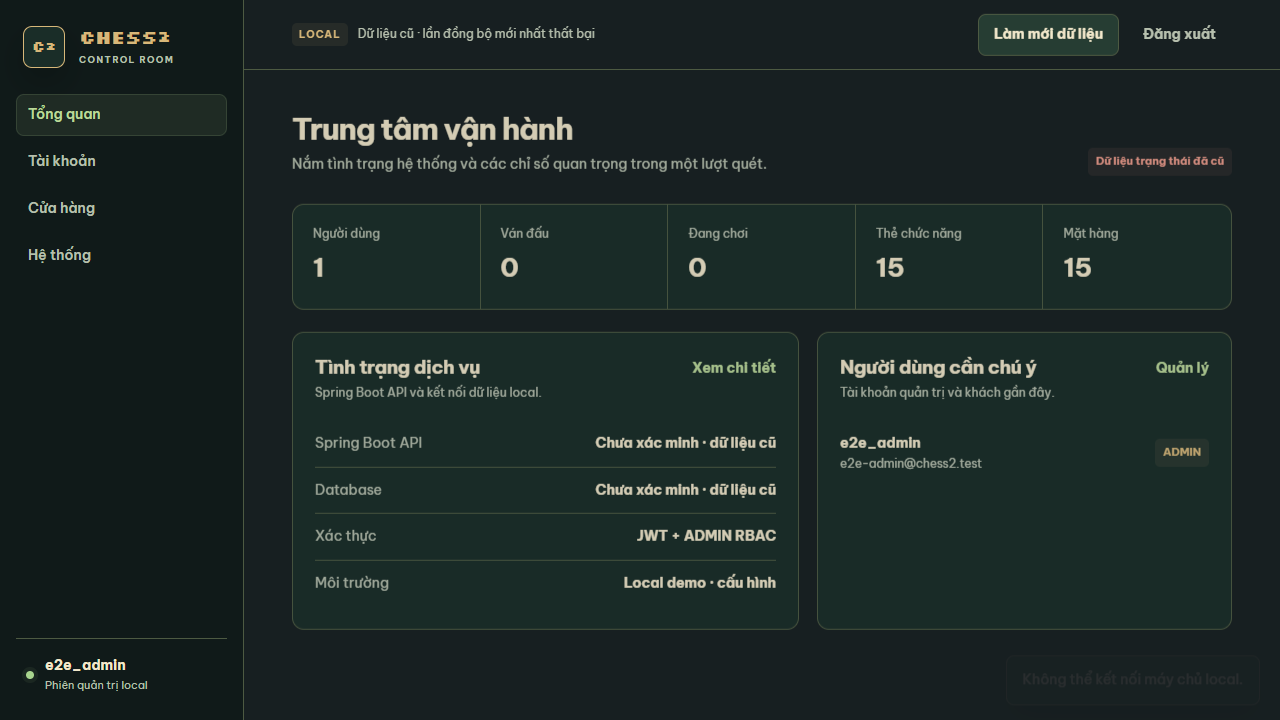 C2
CHESS2
CONTROL ROOM
Tổng quan
Tài khoản
Cửa hàng
Hệ thống
e2e_admin
Phiên quản trị local
LOCAL
Dữ liệu cũ · lần đồng bộ mới nhất thất bại
Làm mới dữ liệu
Đăng xuất
Trung tâm vận hành
Nắm tình trạng hệ thống và các chỉ số quan trọng trong một lượt quét.
Dữ liệu trạng thái đã cũ
Người dùng
1
Ván đấu
0
Đang chơi
0
Thẻ chức năng
15
Mặt hàng
15
Tình trạng dịch vụ
Xem chi tiết
Spring Boot API và kết nối dữ liệu local.
Spring Boot API
Chưa xác minh · dữ liệu cũ
Database
Chưa xác minh · dữ liệu cũ
Xác thực
JWT + ADMIN RBAC
Môi trường
Local demo · cấu hình
Người dùng cần chú ý
Quản lý
Tài khoản quản trị và khách gần đây.
e2e_admin
ADMIN
e2e-admin@chess2.test
Không thể kết nối máy chủ local.